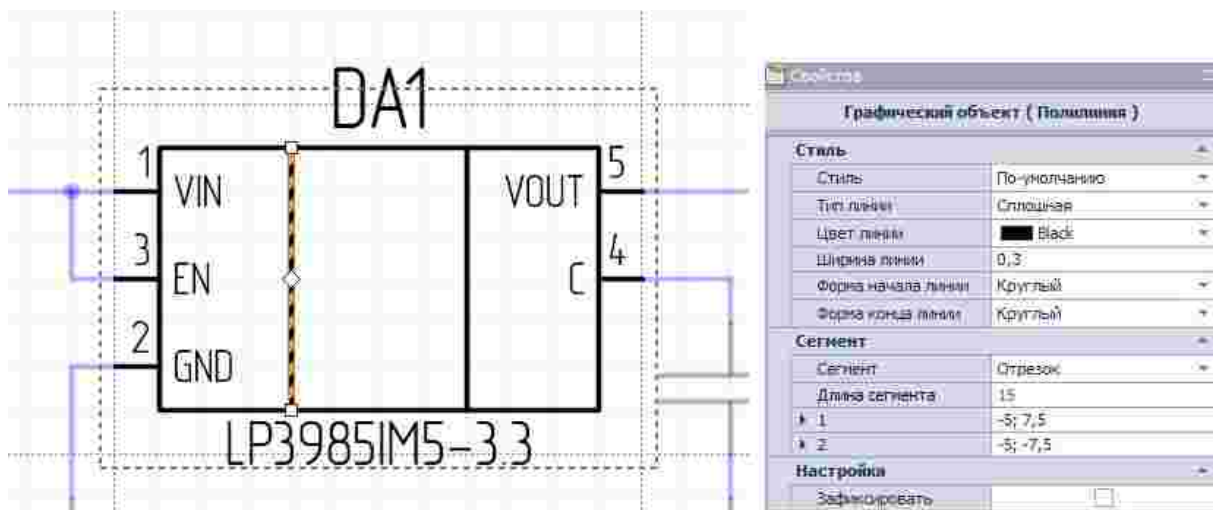 DA1
1 VIN VOUT 5
3 EN C 4
2 GND
LP3985IM5-3.3
Свойства
Графический объект ( Полилиния )
Стиль
Стиль По-умолчанию
Тип линии Сплошная
Цвет линии Black
Ширина линии 0,3
Форма начала линии Круглый
Форма конца линии Круглый
Сегмент
Сегмент Отрезок
Длина сегмента 15
1 -5; 7,5
2 -5; -7,5
Настройка
Зафиксировать